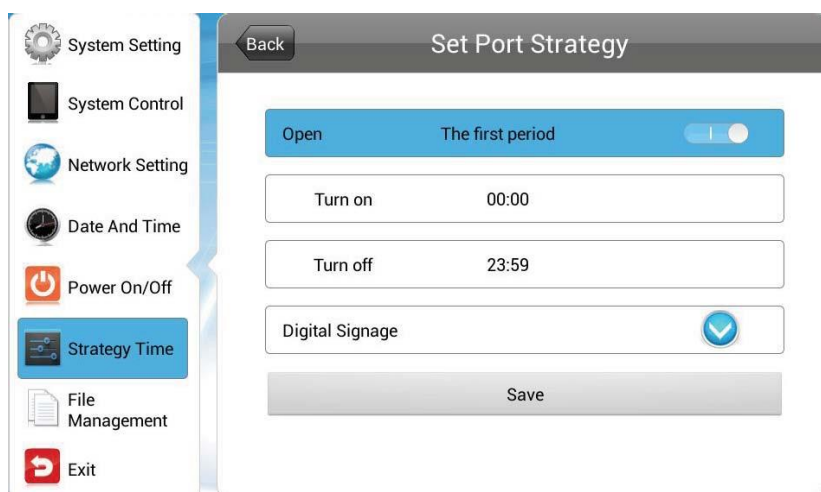 System Setting
System Control
Network Setting
Date And Time
Power On/Off
Strategy Time
File
Management
Exit
Back
Set Port Strategy
Open The first period
Turn on 00:00
Turn off 23:59
Digital Signage
Save